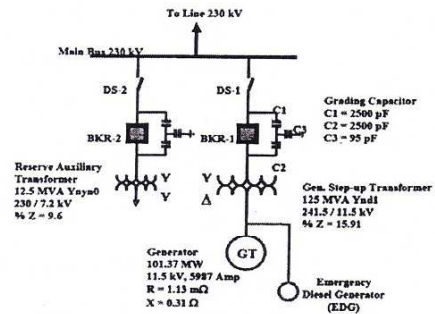 To Line 230 kV
Main Bus 230 kV
DS-2
DS-1
C1
C3
BKR-2
BKR-1
C2
Grading Capacitor
C1 = 2500 pF
C2 = 2500 pF
C3 = 95 pF
Reserve Auxiliary
Transformer
12.5 MVA Ynyn0
230 / 7.2 kV
% Z = 9.6
Y
Y
Y
Δ
Gen. Step-up Transformer
125 MVA Ynd1
241.5 / 11.5 kV
% Z = 15.91
Generator
101.37 MW
11.5 kV, 5987 Amp
R = 1.13 mΩ
X = 0.31 Ω
GT
Emergency
Diesel Generator
(EDG)